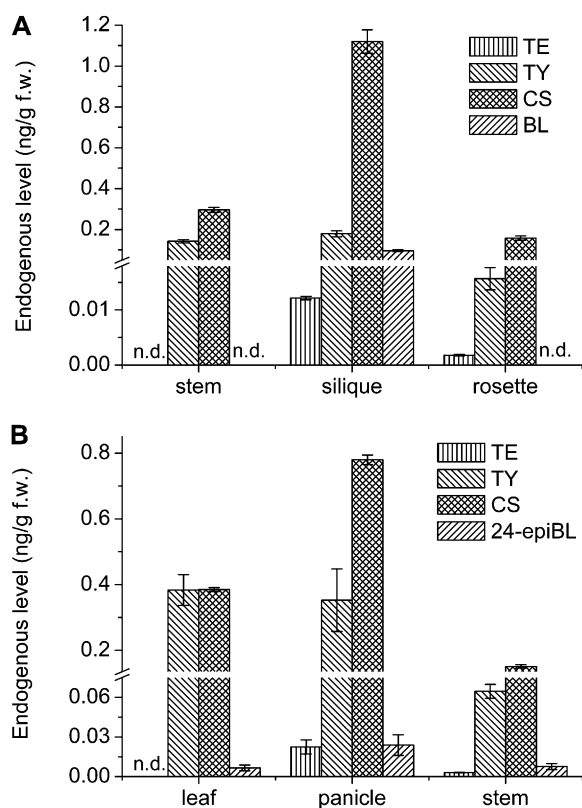 A
Endogenous level (ng/g f.w.)
1.2
1.0
0.8
0.6
0.4
0.2
0.01
0.00
TE
TY
CS
BL
n.d.
n.d.
n.d.
stem
silique
rosette
B
Endogenous level (ng/g f.w.)
0.8
0.6
0.4
0.2
0.06
0.03
0.00
TE
TY
CS
24-epiBL
n.d.
leaf
panicle
stem